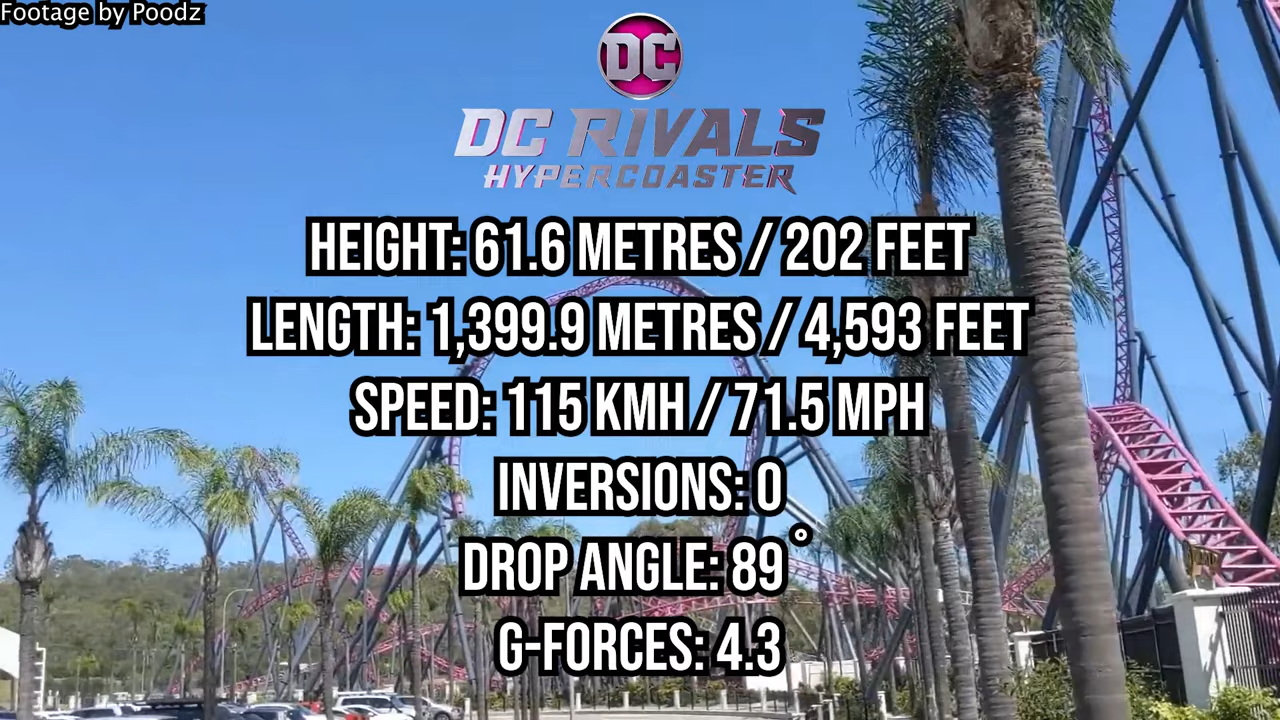 Footage by Poodz
DC
DC RIVALS
HYPERCOASTER
HEIGHT: 61.6 METRES / 202 FEET
LENGTH: 1,399.9 METRES / 4,593 FEET
SPEED: 115 KMH / 71.5 MPH
INVERSIONS: 0
DROP ANGLE: 89°
G-FORCES: 4.3